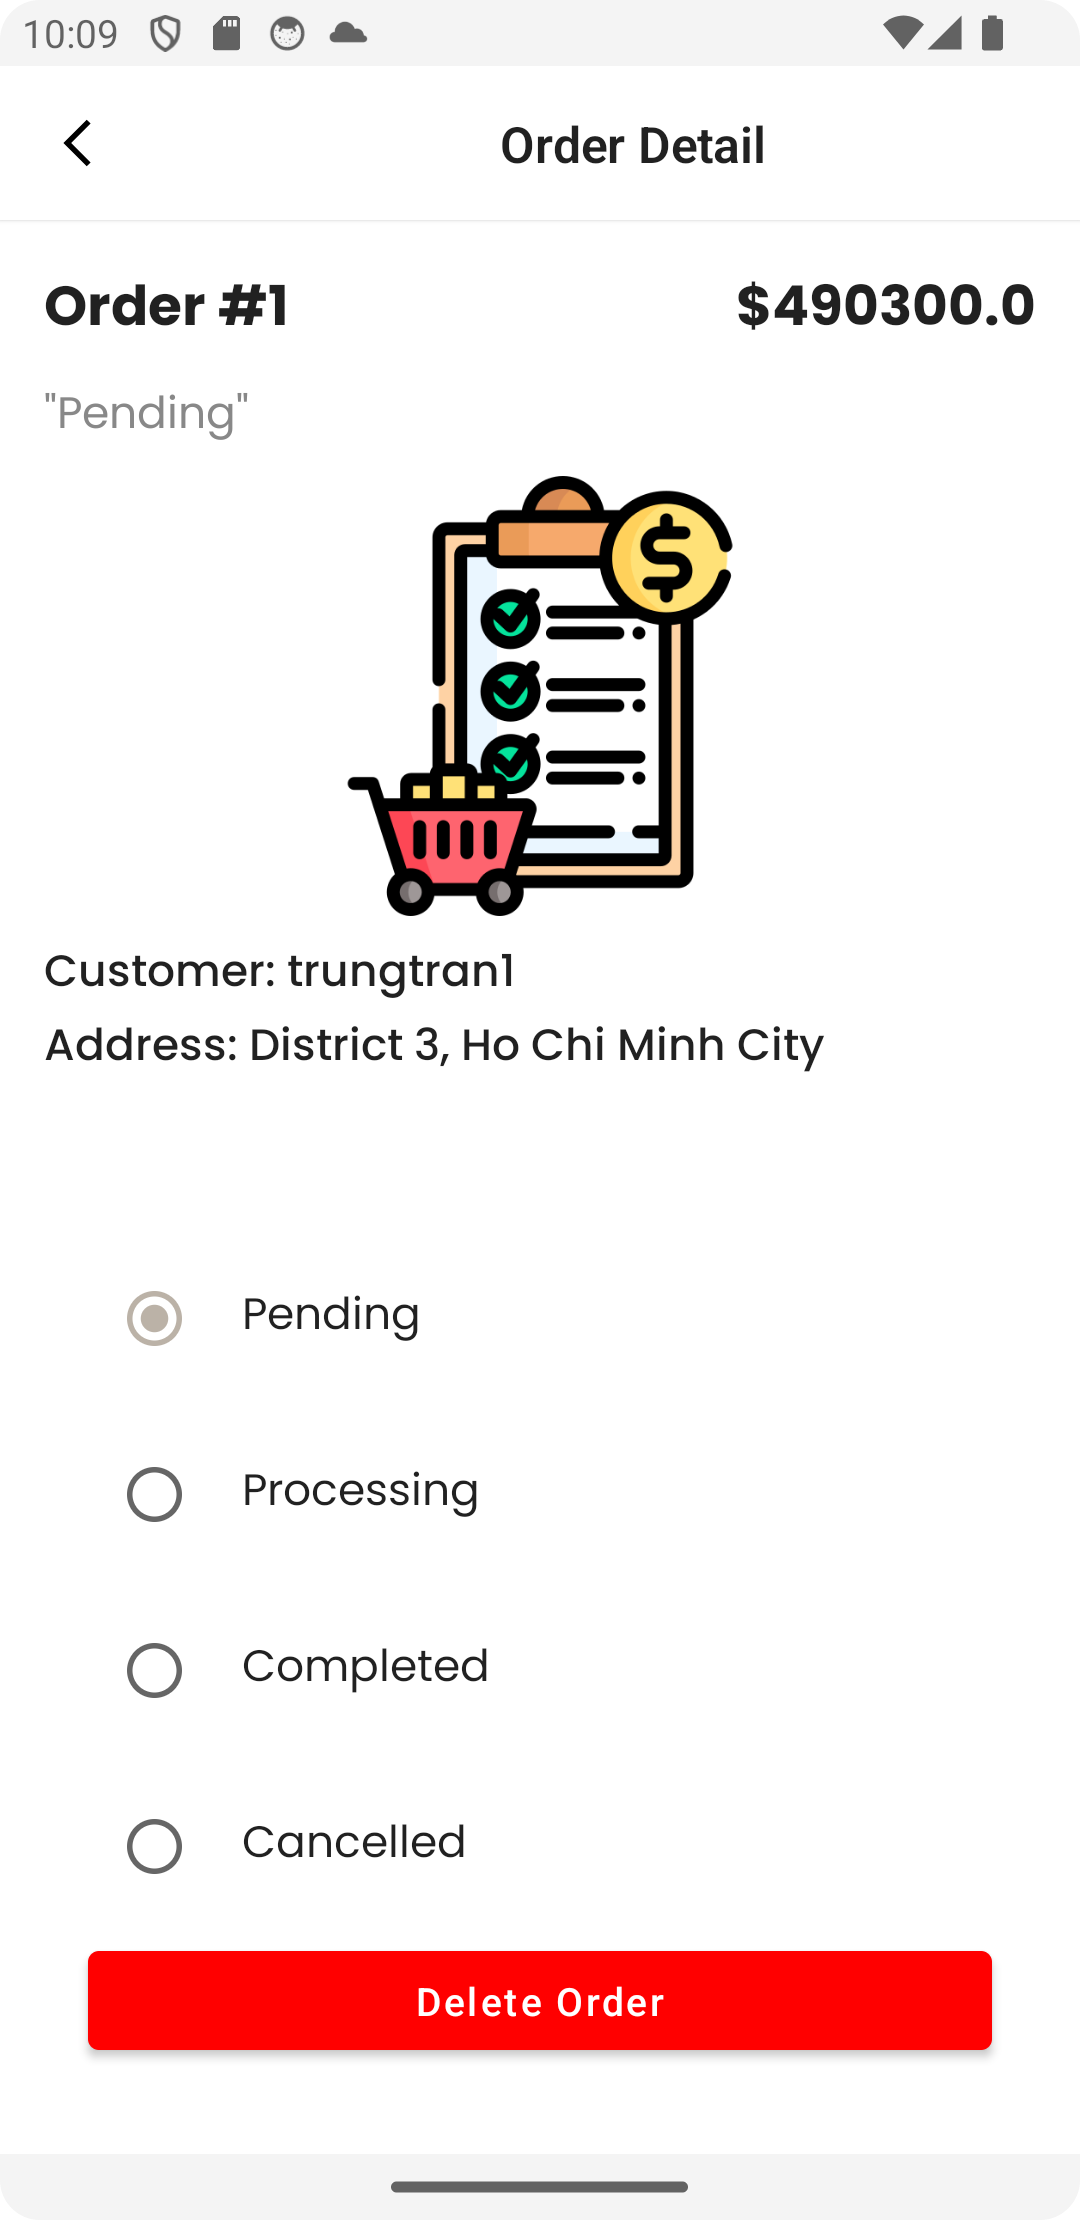 10:09
Order Detail
Order #1 $490300.0
"Pending"
Customer: trungtran1
Address: District 3, Ho Chi Minh City
Pending
Processing
Completed
Cancelled
Delete Order